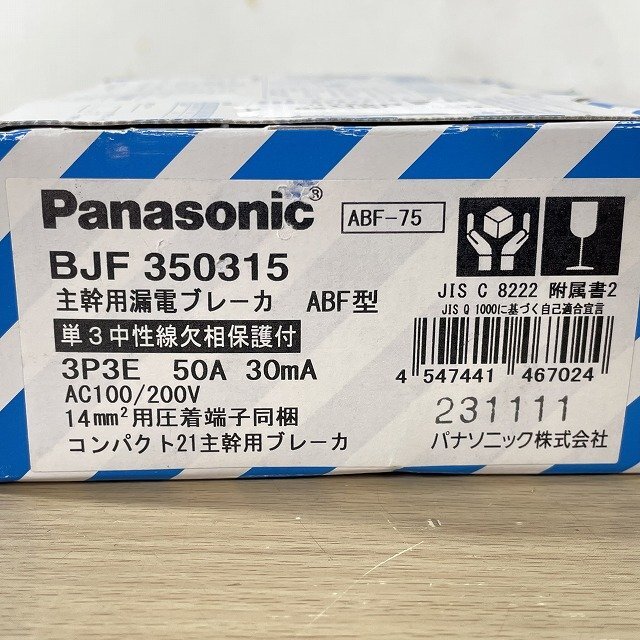 Panasonic®
ABF-75
BJF 350315
主幹用漏電ブレーカ ABF型
単3中性線欠相保護付
3P3E 50A 30mA
AC100/200V
14mm²用圧着端子同梱
コンパクト21主幹用ブレーカ
JIS C 8222 附属書2
JIS Q 1000に基づく自己適合宣言
4 547441 467024
231111
パナソニック株式会社